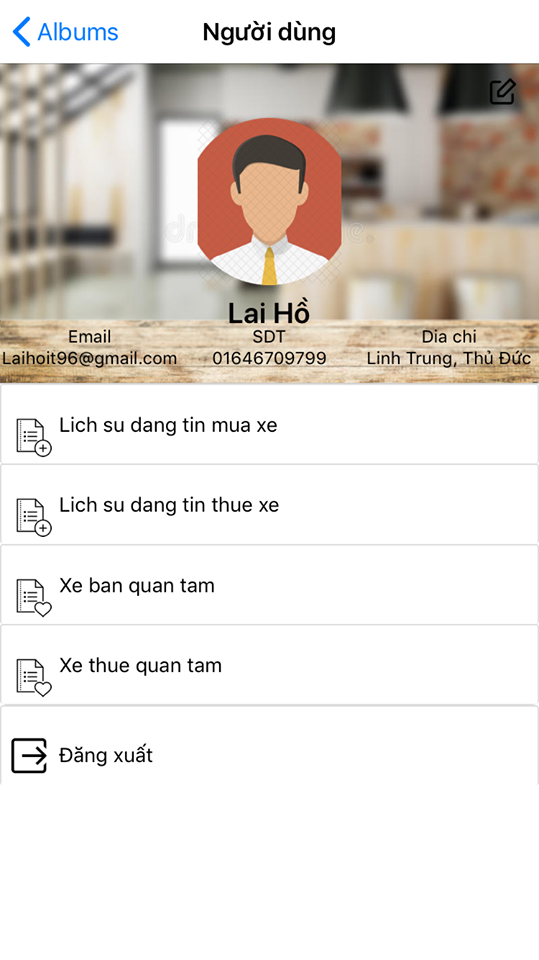 Albums
Người dùng
Lai Hồ
Email SDT Dia chi
Laihoit96@gmail.com 01646709799 Linh Trung, Thủ Đức
Lich su dang tin mua xe
Lich su dang tin thue xe
Xe ban quan tam
Xe thue quan tam
Đăng xuất